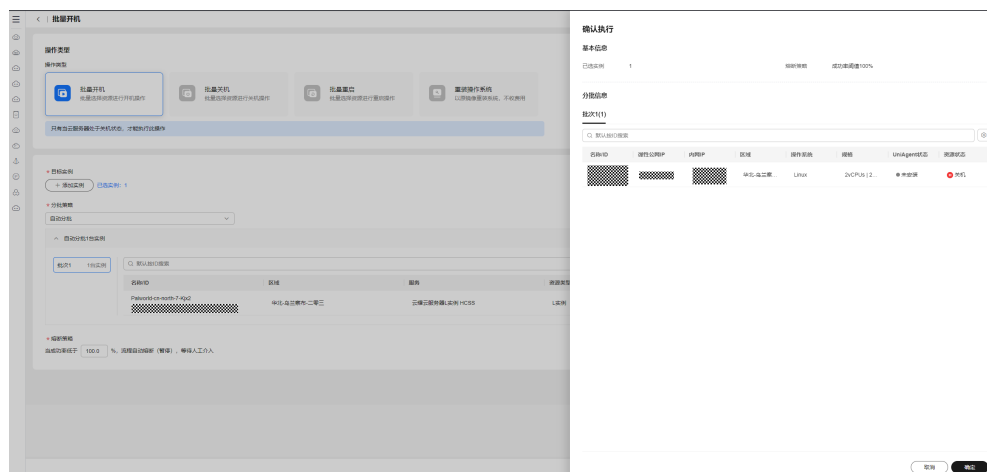 批量开机
操作类型
操作类型
批量开机
批量选择资源进行开机操作
批量关机
批量选择资源进行关机操作
批量重启
批量选择资源进行重启操作
重装操作系统
以原镜像重装系统，不收费用
只有当云服务器处于关机状态，才能执行此操作
* 目标实例
+ 添加实例
已选实例：1
* 分批策略
自动分批
自动分批1台实例
批次1
1台实例
默认按ID搜索
名称/ID
区域
服务
资源类型
Palworld-cn-north-7-Kjx2
华北-乌兰察布-二零三
云耀云服务器L实例 HCSS
L实例
* 熔断策略
当成功率低于
100.0
%，流程自动熔断（暂停），等待人工介入
确认执行
基本信息
已选实例
1
熔断策略
成功率阈值100%
分批信息
批次1(1)
默认按ID搜索
名称/ID
弹性公网IP
内网IP
区域
操作系统
规格
UniAgent状态
资源状态
华北-乌兰察...
Linux
2vCPUs | 2...
未安装
关机
取消
确定